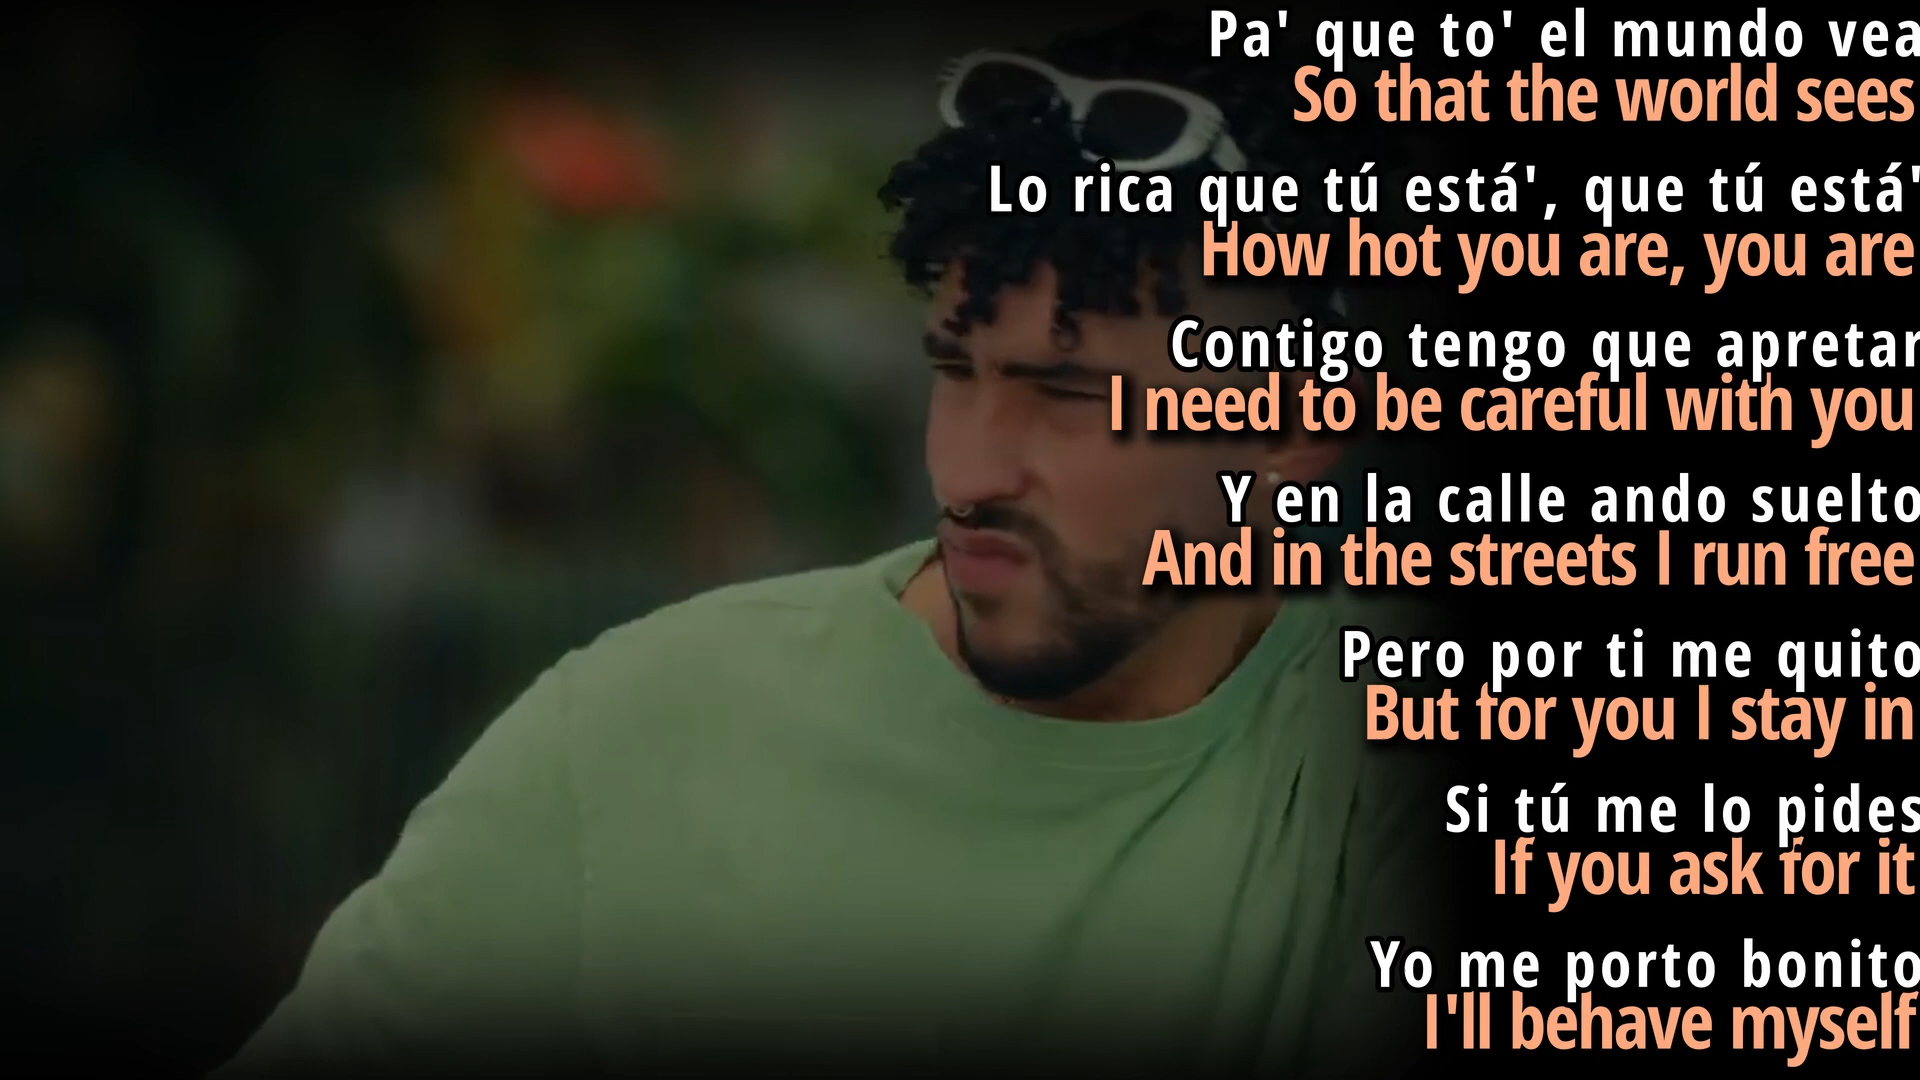 Pa' que to' el mundo vea
So that the world sees
Lo rica que tú está', que tú está'
How hot you are, you are
Contigo tengo que apretar
I need to be careful with you
Y en la calle ando suelto
And in the streets I run free
Pero por ti me quito
But for you I stay in
Si tú me lo pides
If you ask for it
Yo me porto bonito
I'll behave myself